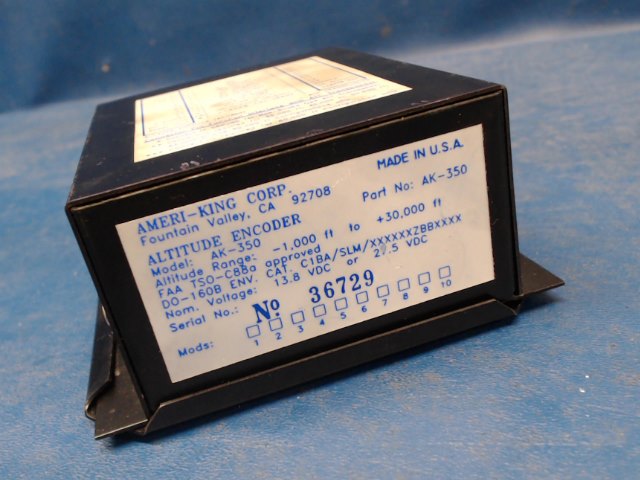 AMERI-KING CORP.
Fountain Valley, CA 92708
MADE IN U.S.A.
ALTITUDE ENCODER
Model: AK-350 Part No: AK-350
Altitude Range: -1,000 ft to +30,000 ft
FAA TSO-C88a approved
DO-160B ENV. CAT. C1BA/SLM/XXXXXXZBBXXXX
Nom. Voltage: 13.8 VDC or 27.5 VDC
Serial No.: No 36729
Mods: 1 2 3 4 5 6 7 8 9 10